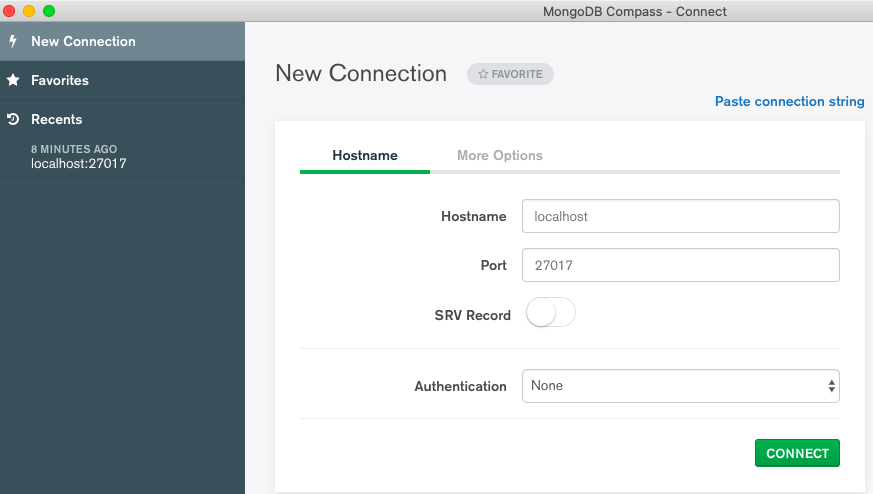 MongoDB Compass - Connect
New Connection
Favorites
Recents
8 MINUTES AGO
localhost:27017
New Connection
FAVORITE
Paste connection string
Hostname
More Options
Hostname
localhost
Port
27017
SRV Record
Authentication
None
CONNECT